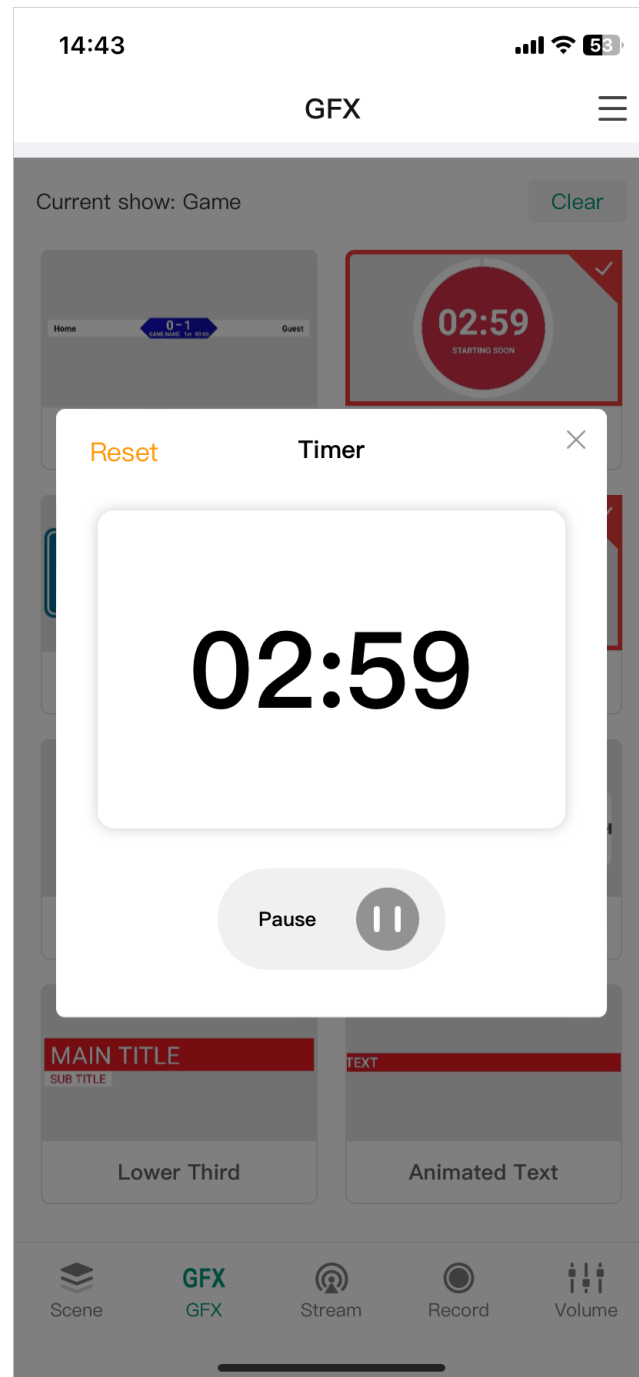 14:43
53
GFX
Current show: Game
Clear
Home
0-1
GAME NAME 1st 00:00
Guest
02:59
STARTING SOON
Reset
Timer
02:59
Pause
MAIN TITLE
SUB TITLE
TEXT
Lower Third
Animated Text
GFX
Scene
GFX
Stream
Record
Volume